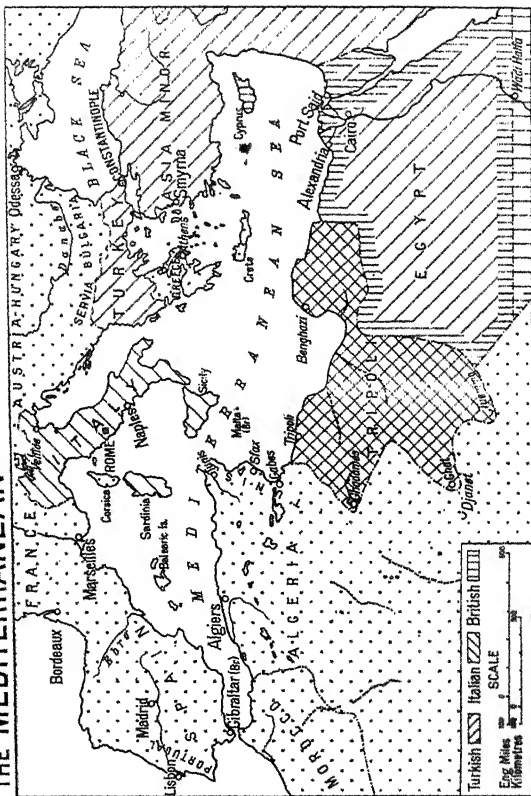 THE MEDITERRANEAN
FRANCE
AUSTRIA-HUNGARY
Odessa
Bordeaux
Venice
SERVIA
Danube
BULGARIA
BLACK SEA
Marseilles
ITALY
CONSTANTINOPLE
Corsica
ROME
TURKEY
Ebro
Naples
ASIA MINOR
Madrid
Sardinia
GREECE
Smyrna
SPAIN
Balearic Is.
Athens
Lisbon
PORTUGAL
Sicily
Gibraltar (Br.)
Algiers
MEDITERRANEAN SEA
Malta
(Br.)
Crete
Cyprus
TUNIS
Sfax
Gabes
MOROCCO
ALGERIA
Tripoli
Benghazi
Alexandria
Port Said
Cairo
Ghadames
TRIPOLI
EGYPT
Ghat
Djanet
Wadi Halfa
Turkish
Italian
British
SCALE
Eng. Miles
Kilometres